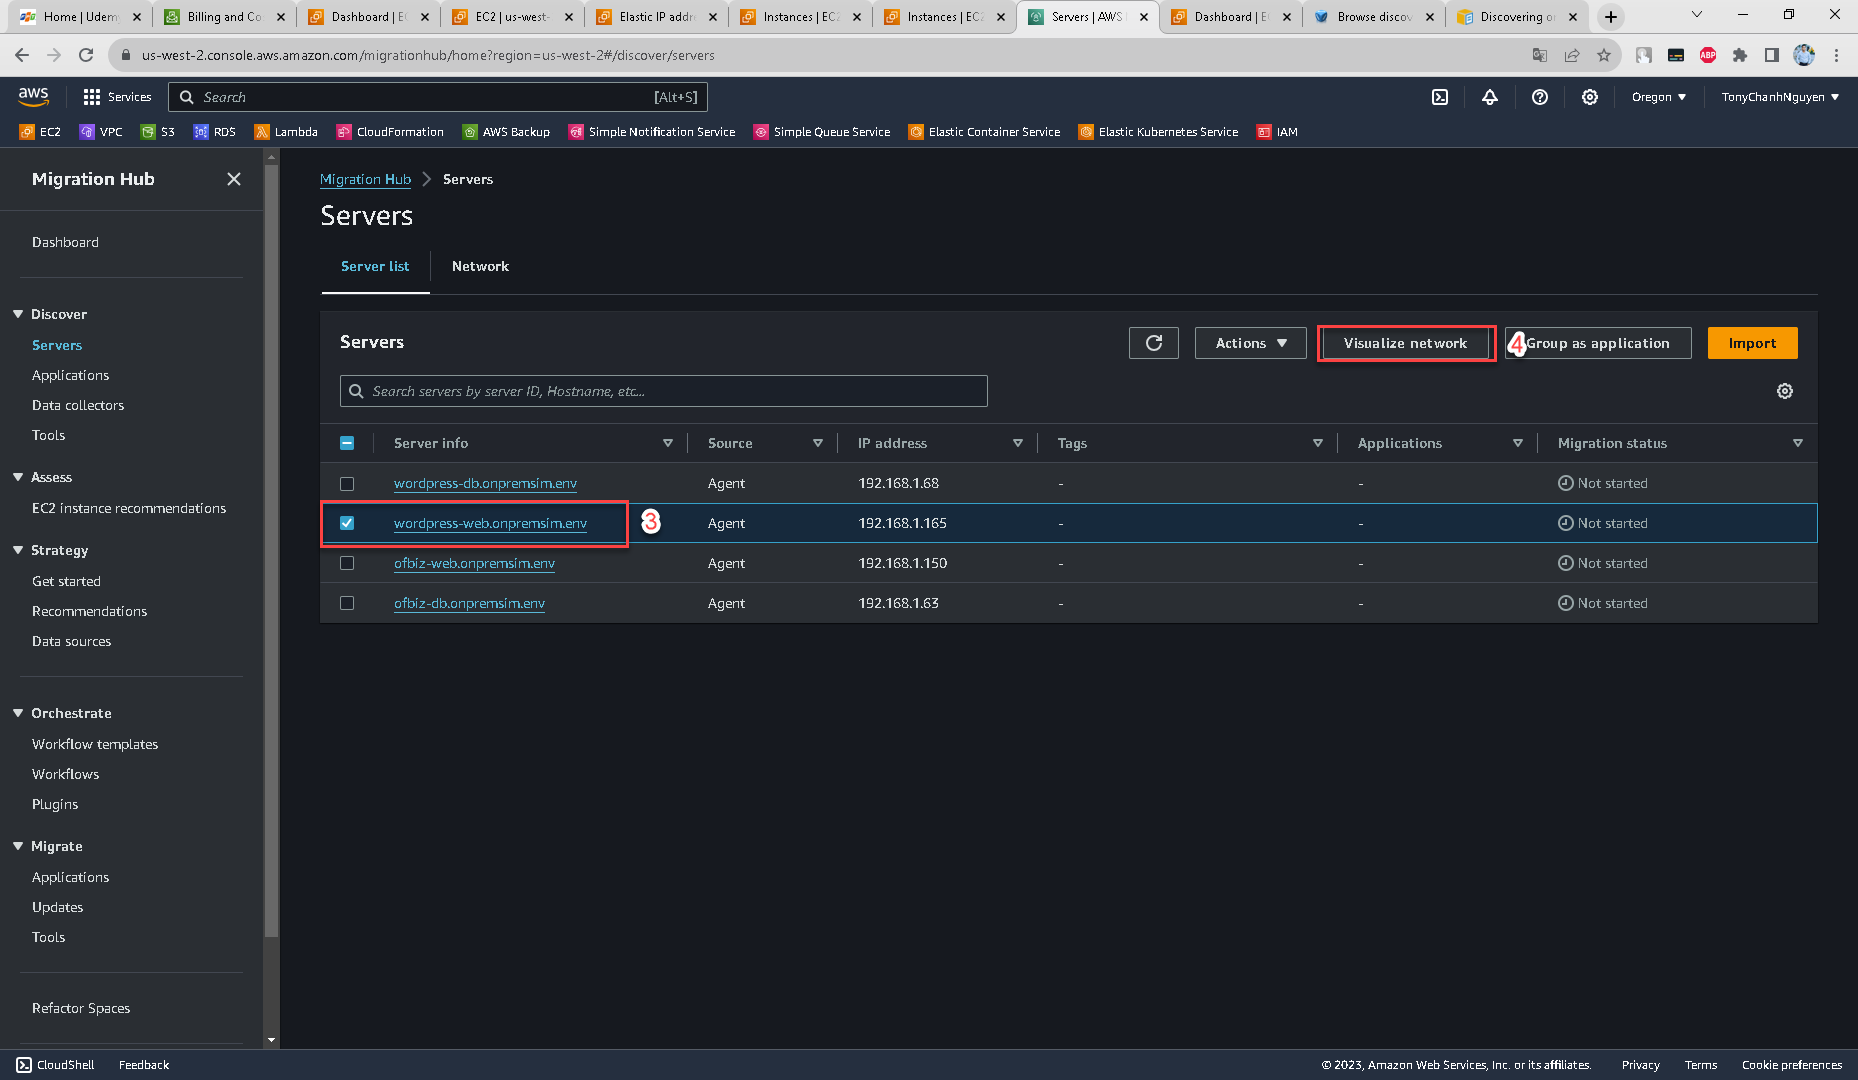 Home | Udemy
Billing and Co
Dashboard | EC
EC2 | us-west-
Elastic IP addr
Instances | EC2
Instances | EC2
Servers | AWS
Dashboard | EC
Browse discov
Discovering o
us-west-2.console.aws.amazon.com/migrationhub/home?region=us-west-2#/discover/servers
ABP
aws
Services
Search
[Alt+S]
Oregon
TonyChanhNguyen
EC2
VPC
S3
RDS
Lambda
CloudFormation
AWS Backup
Simple Notification Service
Simple Queue Service
Elastic Container Service
Elastic Kubernetes Service
IAM
Migration Hub
Dashboard
Discover
Servers
Applications
Data collectors
Tools
Assess
EC2 instance recommendations
Strategy
Get started
Recommendations
Data sources
Orchestrate
Workflow templates
Workflows
Plugins
Migrate
Applications
Updates
Tools
Refactor Spaces
Migration Hub > Servers
Servers
Server list
Network
Servers
Actions
Visualize network
4
Group as application
Import
Search servers by server ID, Hostname, etc...
Server info Source IP address Tags Applications Migration status
wordpress-db.onpremsim.env Agent 192.168.1.68 - - Not started
wordpress-web.onpremsim.env 3 Agent 192.168.1.165 - - Not started
ofbiz-web.onpremsim.env Agent 192.168.1.150 - - Not started
ofbiz-db.onpremsim.env Agent 192.168.1.63 - - Not started
CloudShell
Feedback
© 2023, Amazon Web Services, Inc. or its affiliates.
Privacy
Terms
Cookie preferences